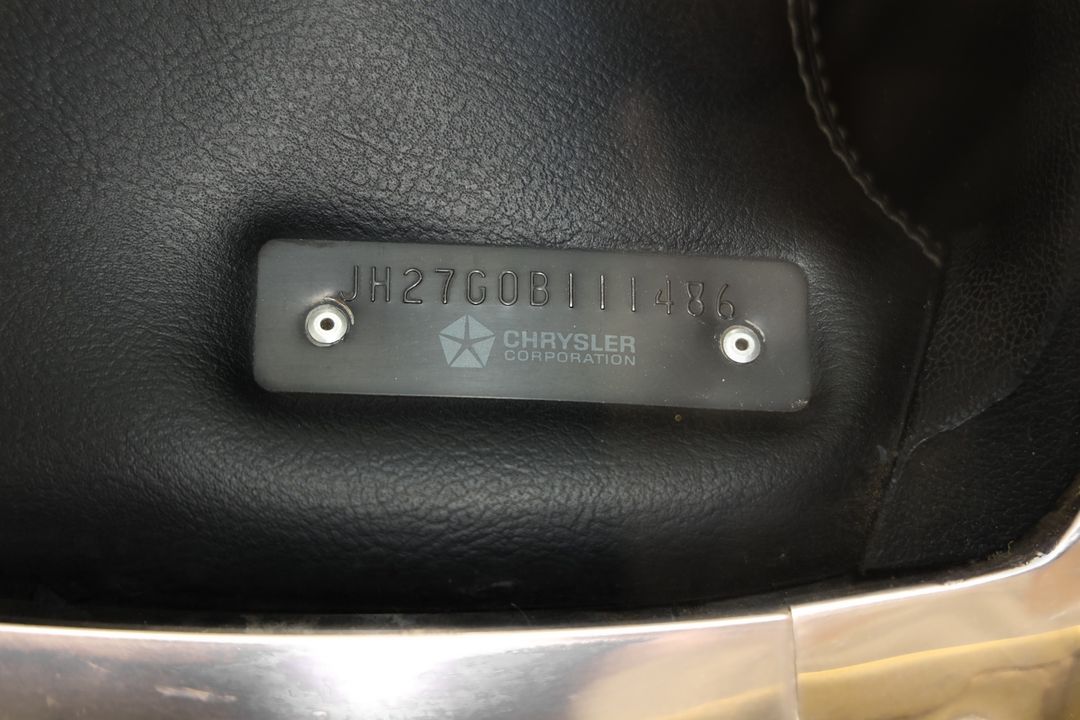 JH27G0B111486
CHRYSLER
CORPORATION